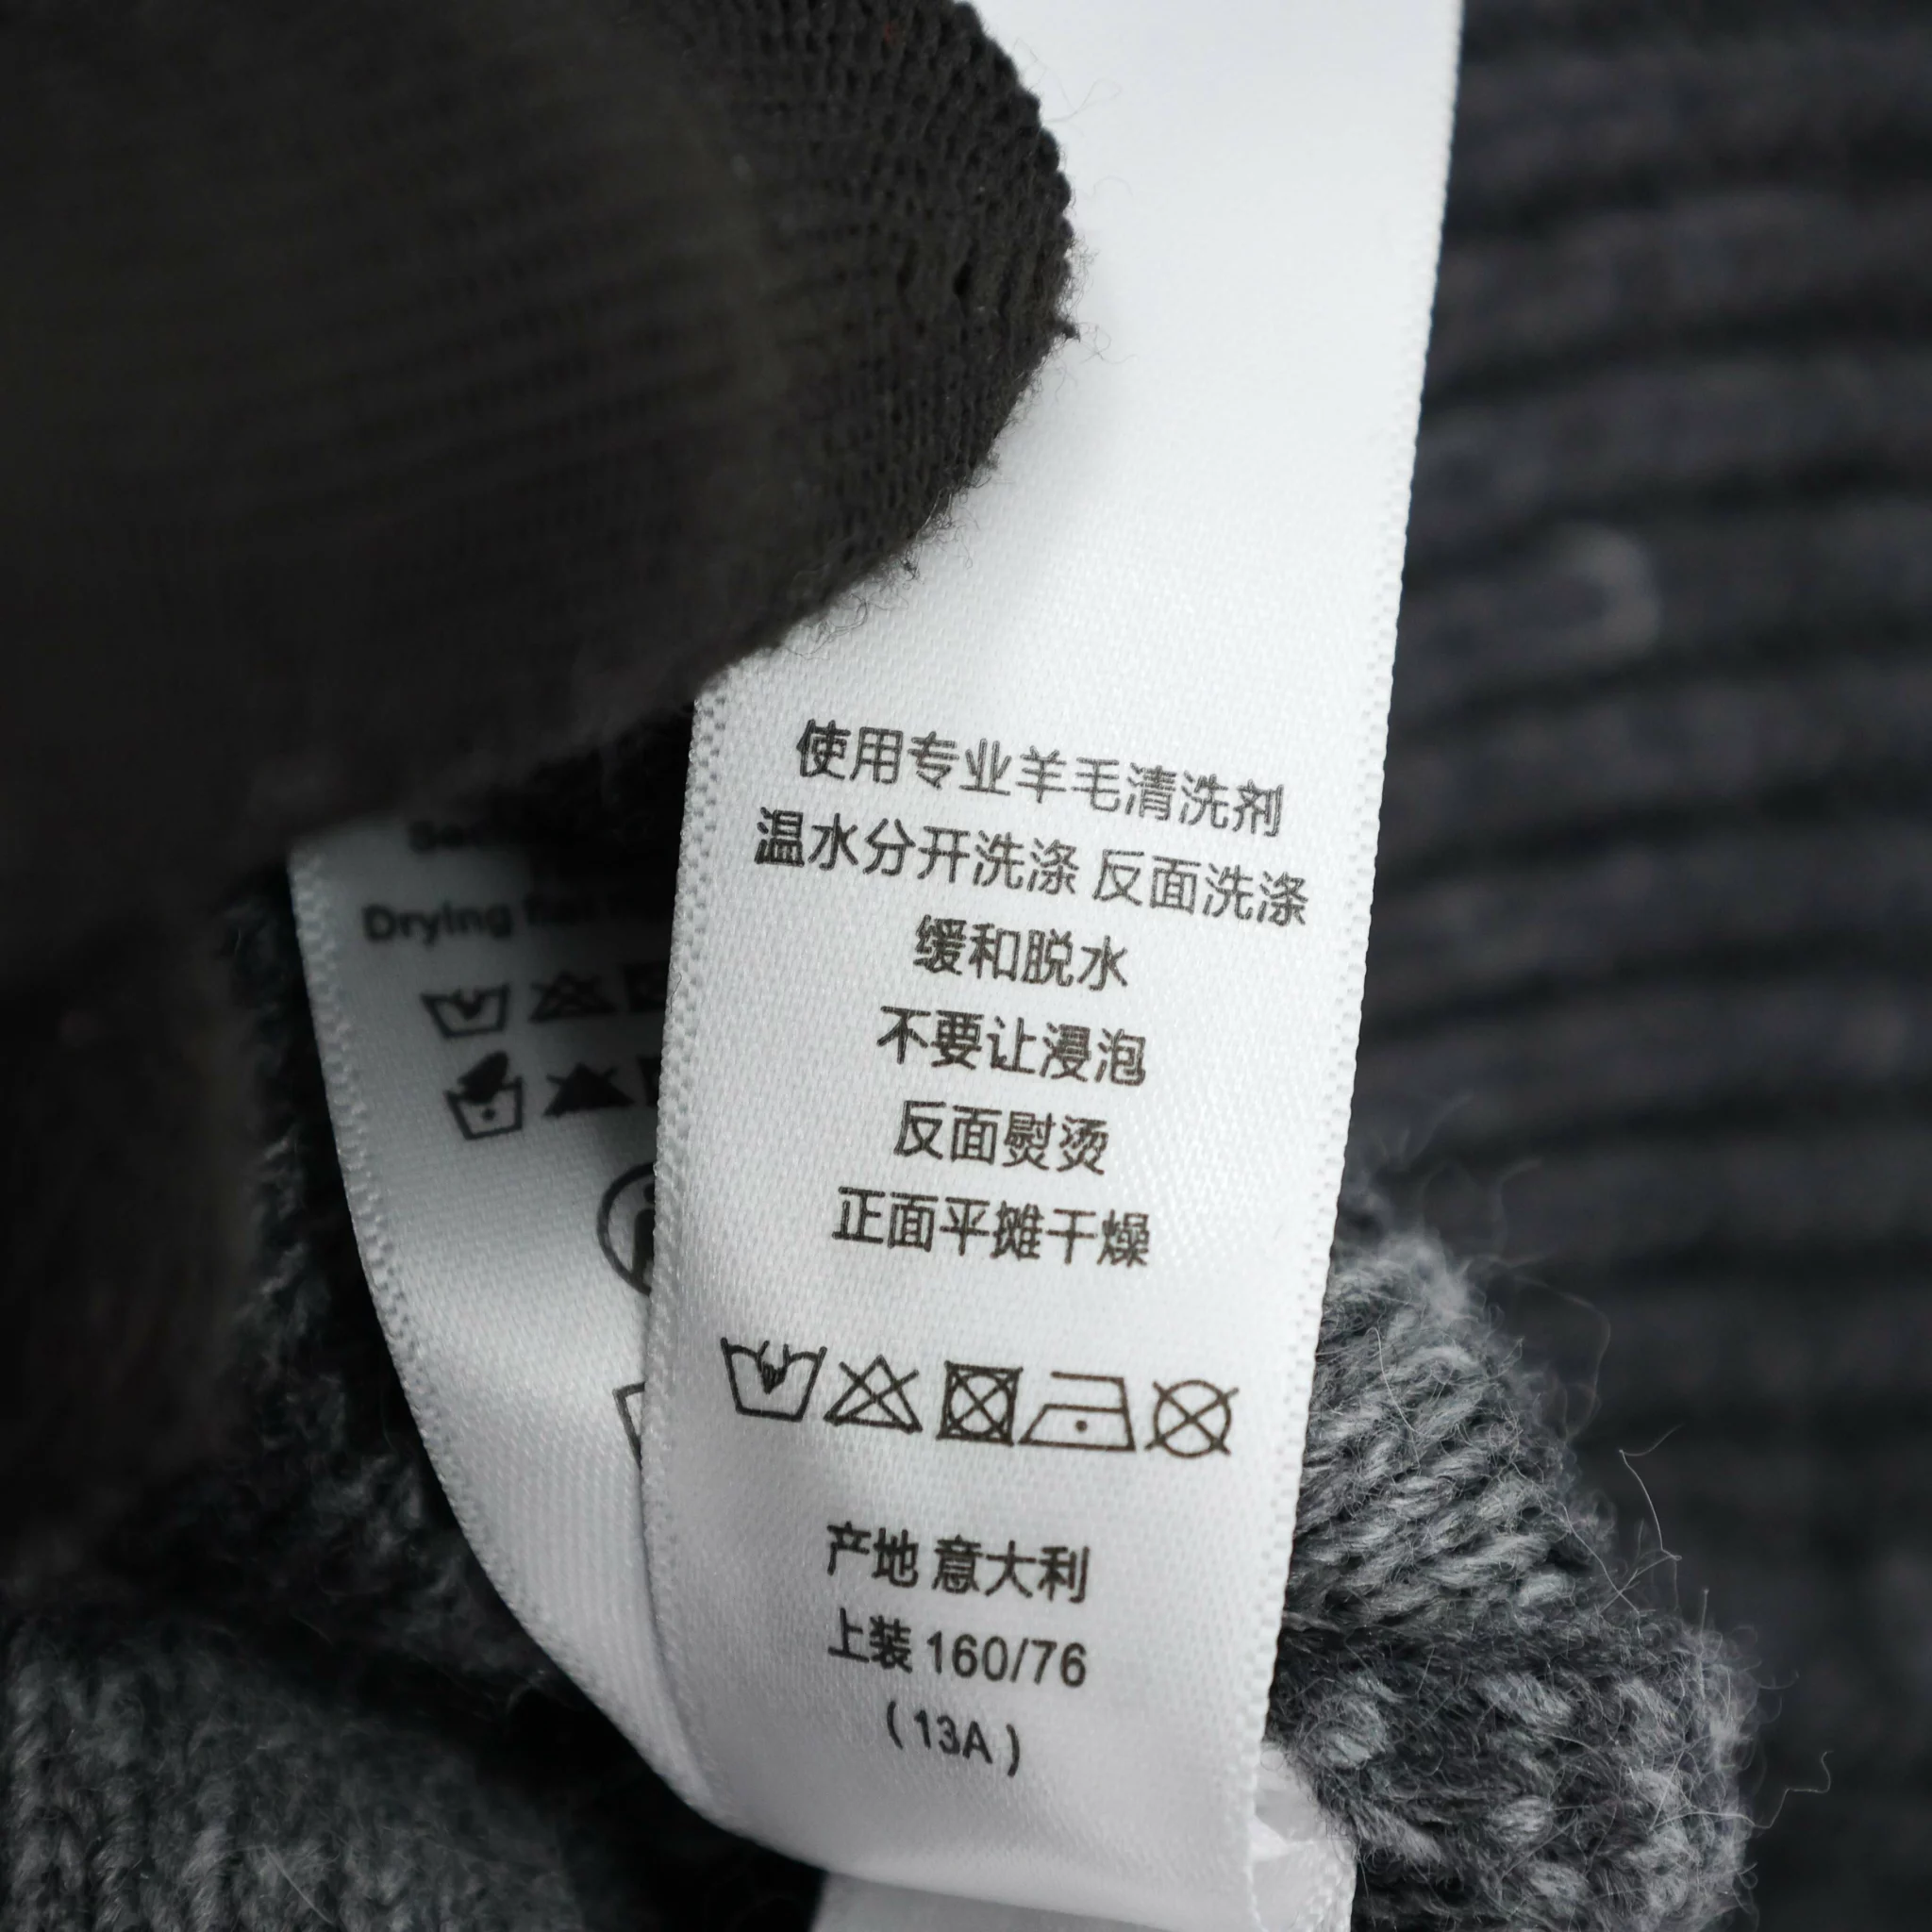 使用专业羊毛清洗剂
温水分开洗涤 反面洗涤
缓和脱水
不要让浸泡
反面熨烫
正面平摊干燥
产地 意大利
上装 160/76
( 13A )
Drying